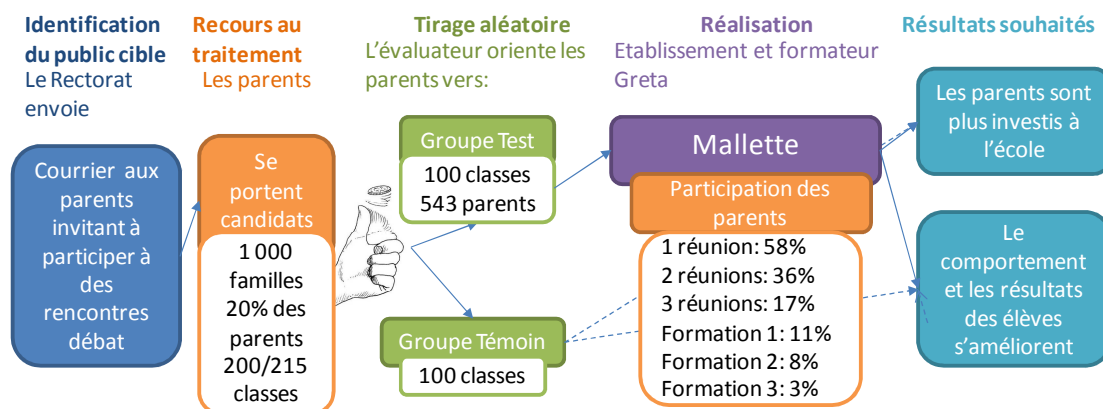 Identification
du public cible
Le Rectorat
envoie
Courrier aux
parents
invitant à
participer à
des
rencontres
débat
Recours au
traitement
Les parents
Se
portent
candidats
1 000
familles
20% des
parents
200/215
classes
Tirage aléatoire
L'évaluateur oriente les
parents vers:
Groupe Test
100 classes
543 parents
Groupe Témoin
100 classes
Réalisation
Etablissement et formateur
Greta
Mallette
Participation des
parents
1 réunion: 58%
2 réunions: 36%
3 réunions: 17%
Formation 1: 11%
Formation 2: 8%
Formation 3: 3%
Résultats souhaités
Les parents sont
plus investis à
l'école
Le
comportement
et les résultats
des élèves
s'améliorent